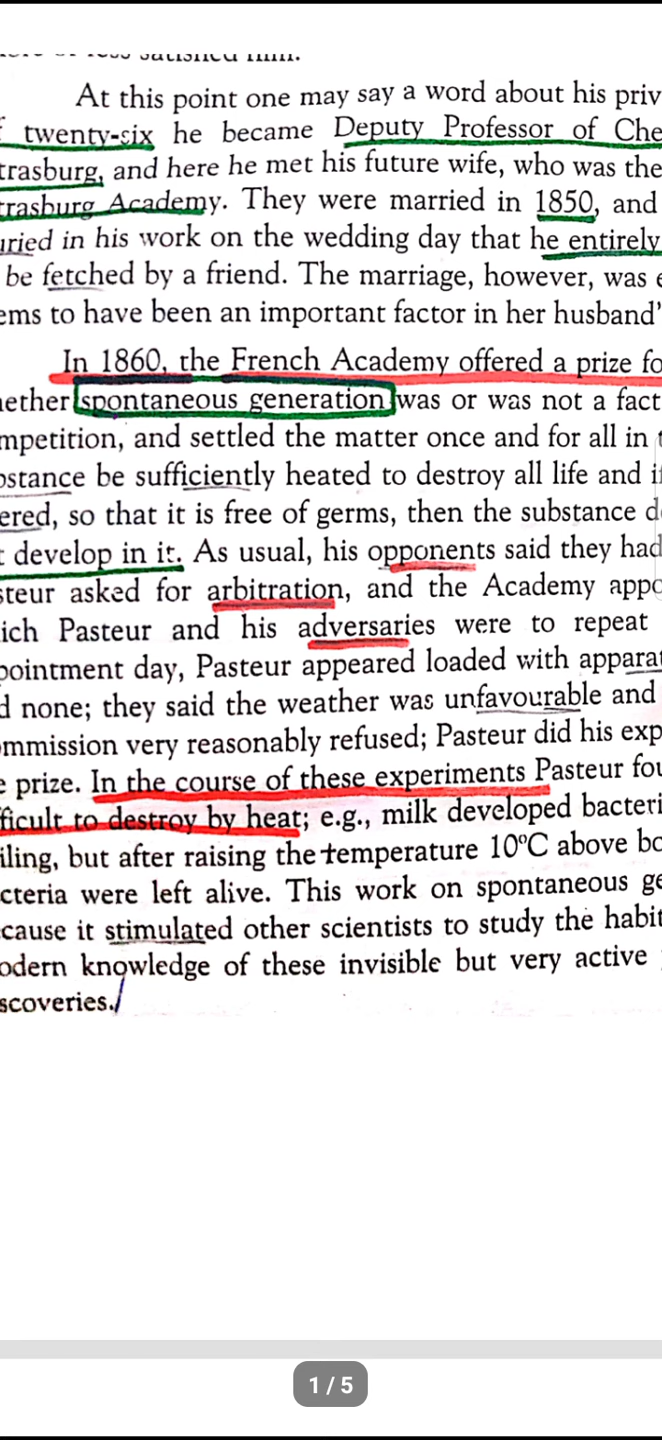 At this point one may say a word about his priv
twenty-six he became Deputy Professor of Che
trasburg, and here he met his future wife, who was the
trasburg Academy. They were married in 1850, and
uried in his work on the wedding day that he entirely
be fetched by a friend. The marriage, however, was e
ems to have been an important factor in her husband'
In 1860, the French Academy offered a prize fo
hether spontaneous generation was or was not a fact
mpetition, and settled the matter once and for all in t
bstance be sufficiently heated to destroy all life and if
ered, so that it is free of germs, then the substance d
t develop in it. As usual, his opponents said they had
steur asked for arbitration, and the Academy appo
ich Pasteur and his adversaries were to repeat
pointment day, Pasteur appeared loaded with apparat
d none; they said the weather was unfavourable and
ommission very reasonably refused; Pasteur did his exp
e prize. In the course of these experiments Pasteur fou
ficult to destroy by heat; e.g., milk developed bacteri
iling, but after raising the temperature 10°C above bo
cteria were left alive. This work on spontaneous ge
cause it stimulated other scientists to study the habit
odern knowledge of these invisible but very active
scoveries.
1 / 5